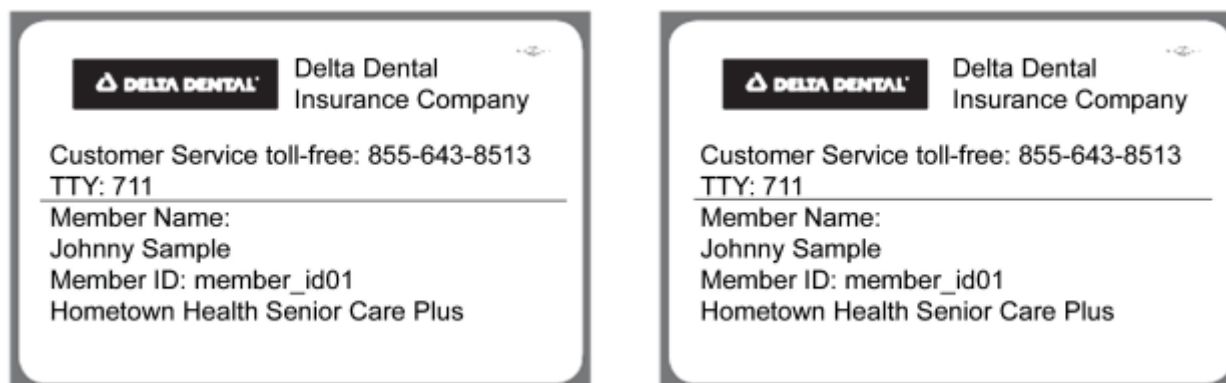 DELTA DENTAL
Delta Dental
Insurance Company
Customer Service toll-free: 855-643-8513
TTY: 711
Member Name:
Johnny Sample
Member ID: member_id01
Hometown Health Senior Care Plus
DELTA DENTAL
Delta Dental
Insurance Company
Customer Service toll-free: 855-643-8513
TTY: 711
Member Name:
Johnny Sample
Member ID: member_id01
Hometown Health Senior Care Plus